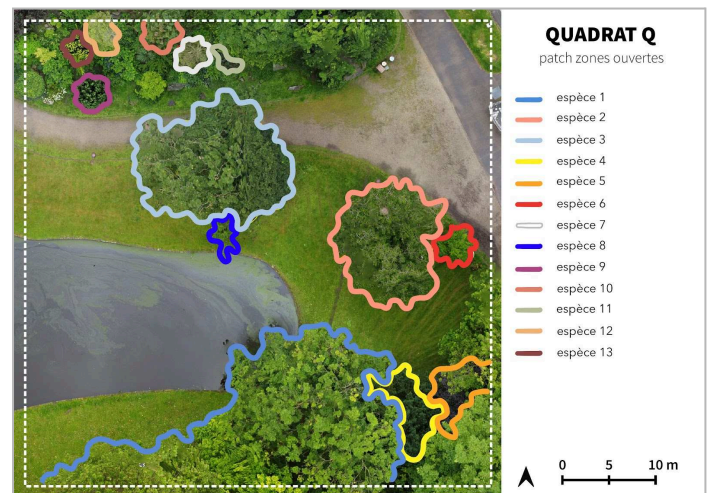 QUADRAT Q
patch zones ouvertes
espèce 1
espèce 2
espèce 3
espèce 4
espèce 5
espèce 6
espèce 7
espèce 8
espèce 9
espèce 10
espèce 11
espèce 12
espèce 13
0 5 10 m